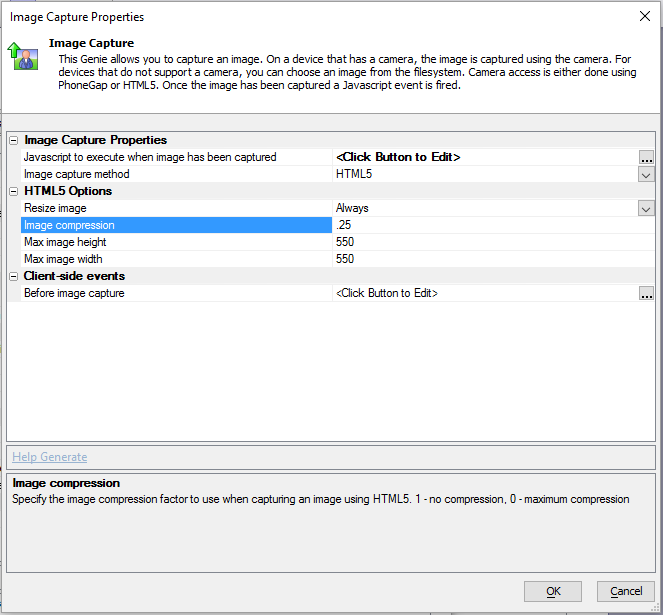 Image Capture Properties
Image Capture
This Genie allows you to capture an image. On a device that has a camera, the image is captured using the camera. For
devices that do not support a camera, you can choose an image from the filesystem. Camera access is either done using
PhoneGap or HTML5. Once the image has been captured a Javascript event is fired.
Image Capture Properties
Javascript to execute when image has been captured <Click Button to Edit> ...
Image capture method HTML5
HTML5 Options
Resize image Always
Image compression .25
Max image height 550
Max image width 550
Client-side events
Before image capture <Click Button to Edit> ...
Help Generate
Image compression
Specify the image compression factor to use when capturing an image using HTML5. 1 - no compression, 0 - maximum compression
OK Cancel